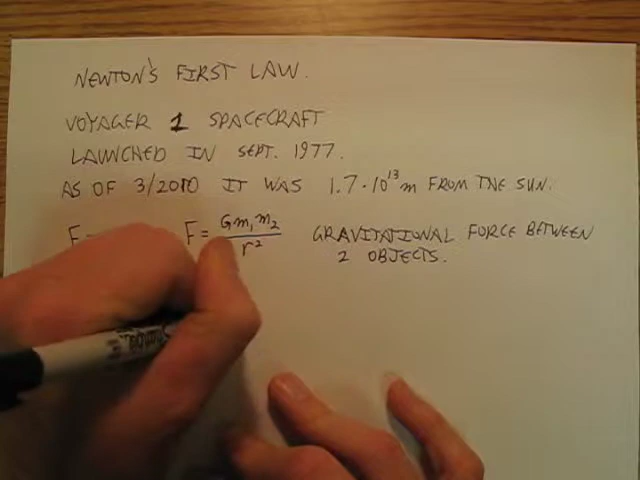 NEWTON'S FIRST LAW.
VOYAGER 1 SPACECRAFT
LAUNCHED IN SEPT. 1977.
AS OF 3/2010 IT WAS 1.7·10¹³m FROM THE SUN.
F = F = Gm₁m₂ / r² GRAVITATIONAL FORCE BETWEEN
2 OBJECTS.